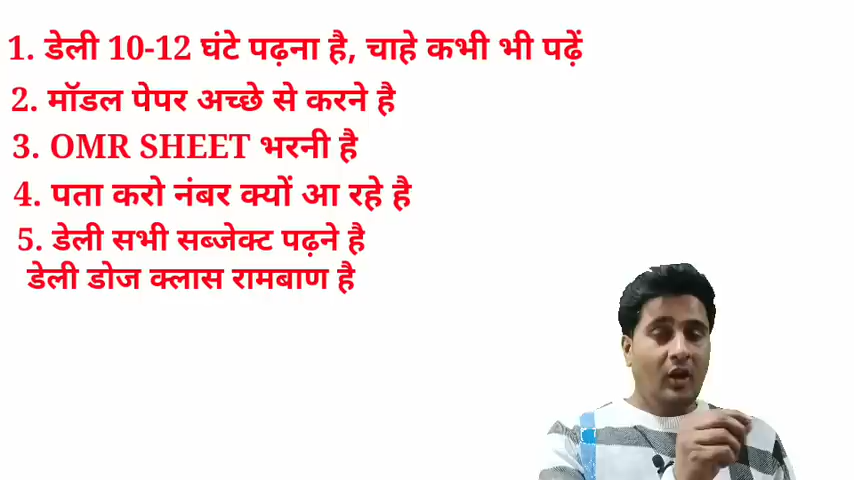 1. डेली 10-12 घंटे पढ़ना है, चाहे कभी भी पढ़ें
2. मॉडल पेपर अच्छे से करने है
3. OMR SHEET भरनी है
4. पता करो नंबर क्यों आ रहे है
5. डेली सभी सब्जेक्ट पढ़ने है
डेली डोज क्लास रामबाण है